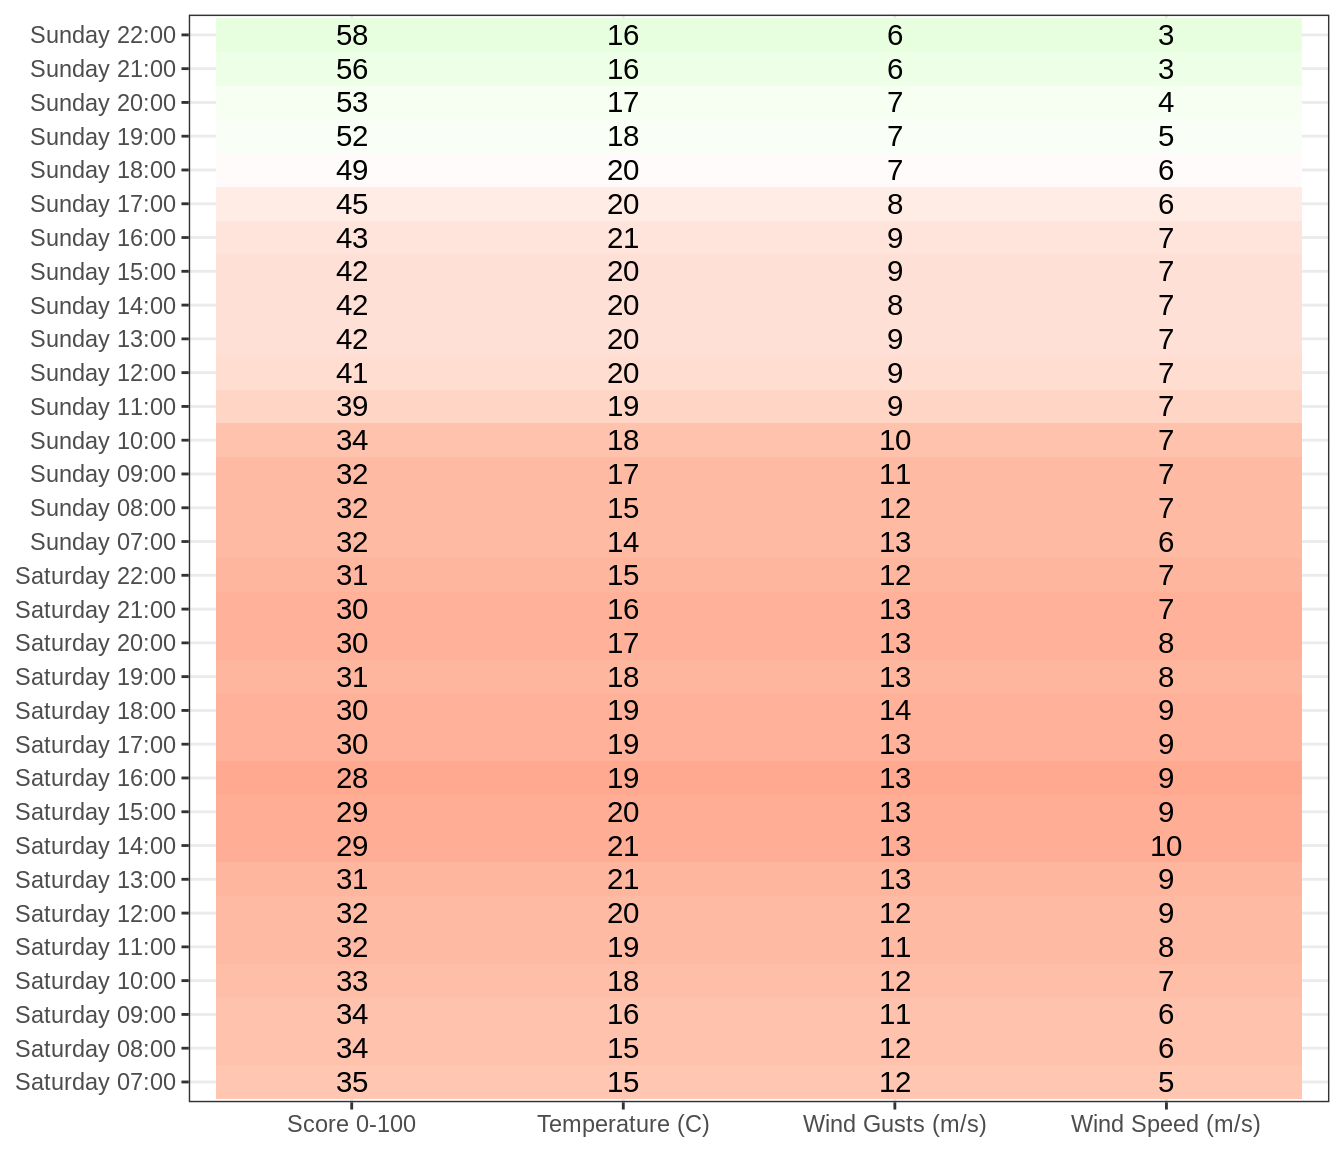 Sunday 22:00 58 16 6 3
Sunday 21:00 56 16 6 3
Sunday 20:00 53 17 7 4
Sunday 19:00 52 18 7 5
Sunday 18:00 49 20 7 6
Sunday 17:00 45 20 8 6
Sunday 16:00 43 21 9 7
Sunday 15:00 42 20 9 7
Sunday 14:00 42 20 8 7
Sunday 13:00 42 20 9 7
Sunday 12:00 41 20 9 7
Sunday 11:00 39 19 9 7
Sunday 10:00 34 18 10 7
Sunday 09:00 32 17 11 7
Sunday 08:00 32 15 12 7
Sunday 07:00 32 14 13 6
Saturday 22:00 31 15 12 7
Saturday 21:00 30 16 13 7
Saturday 20:00 30 17 13 8
Saturday 19:00 31 18 13 8
Saturday 18:00 30 19 14 9
Saturday 17:00 30 19 13 9
Saturday 16:00 28 19 13 9
Saturday 15:00 29 20 13 9
Saturday 14:00 29 21 13 10
Saturday 13:00 31 21 13 9
Saturday 12:00 32 20 12 9
Saturday 11:00 32 19 11 8
Saturday 10:00 33 18 12 7
Saturday 09:00 34 16 11 6
Saturday 08:00 34 15 12 6
Saturday 07:00 35 15 12 5
Score 0-100 Temperature (C) Wind Gusts (m/s) Wind Speed (m/s)